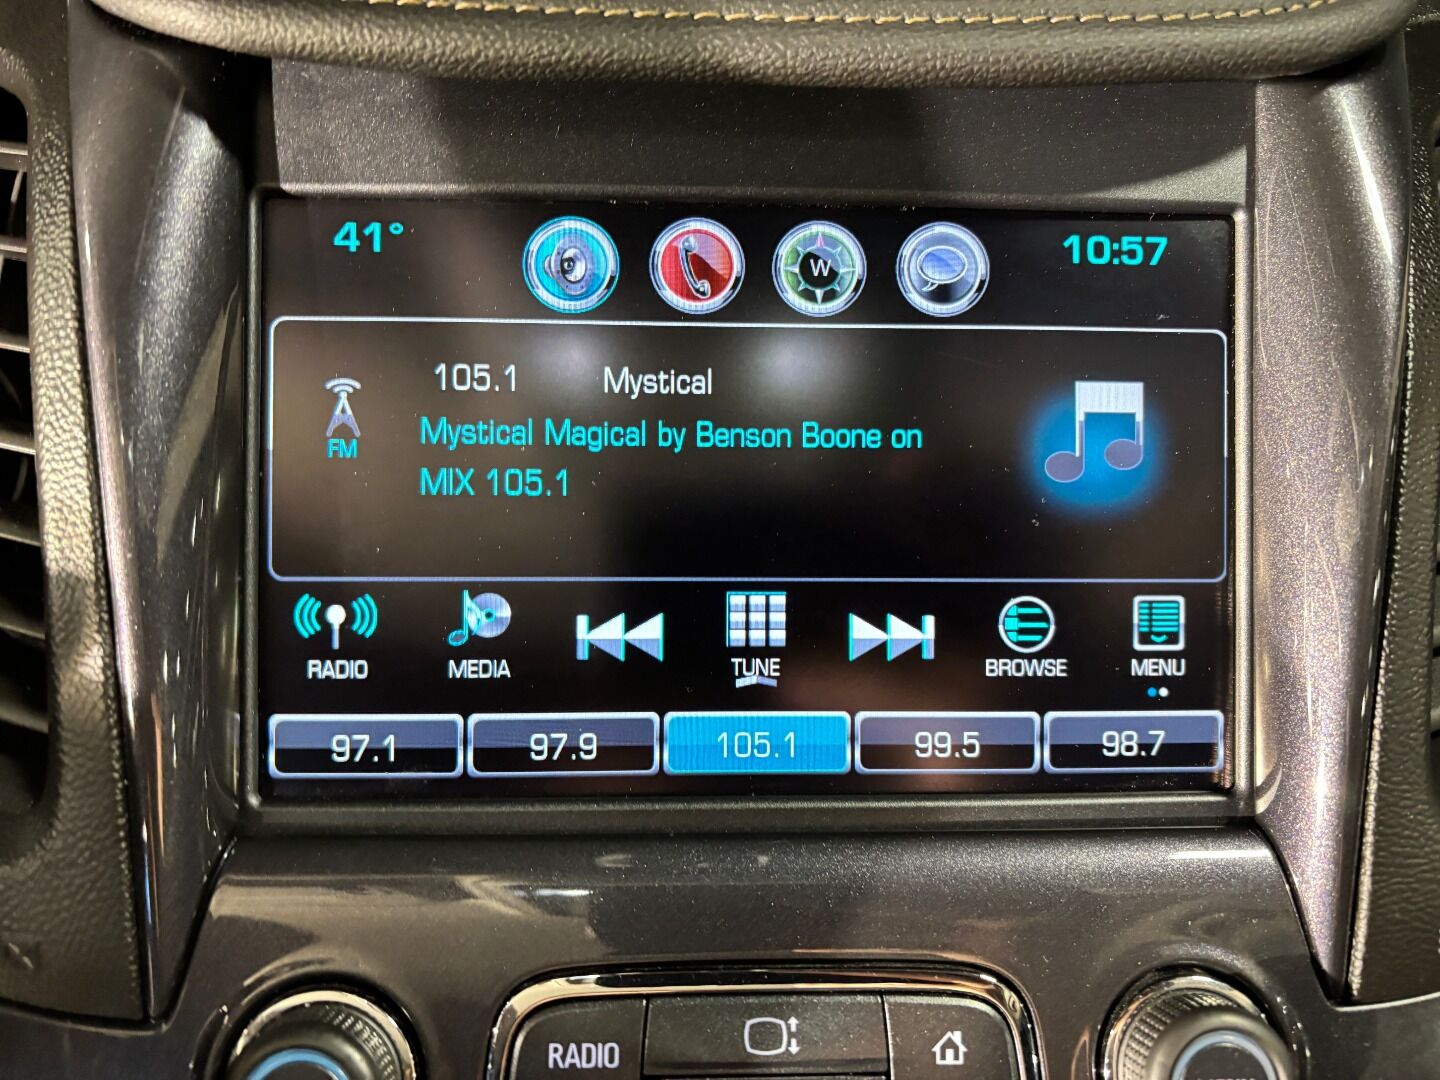 41°
W
10:57
105.1 Mystical
FM
Mystical Magical by Benson Boone on
MIX 105.1
RADIO
MEDIA
TUNE
BROWSE
MENU
97.1
97.9
105.1
99.5
98.7
RADIO